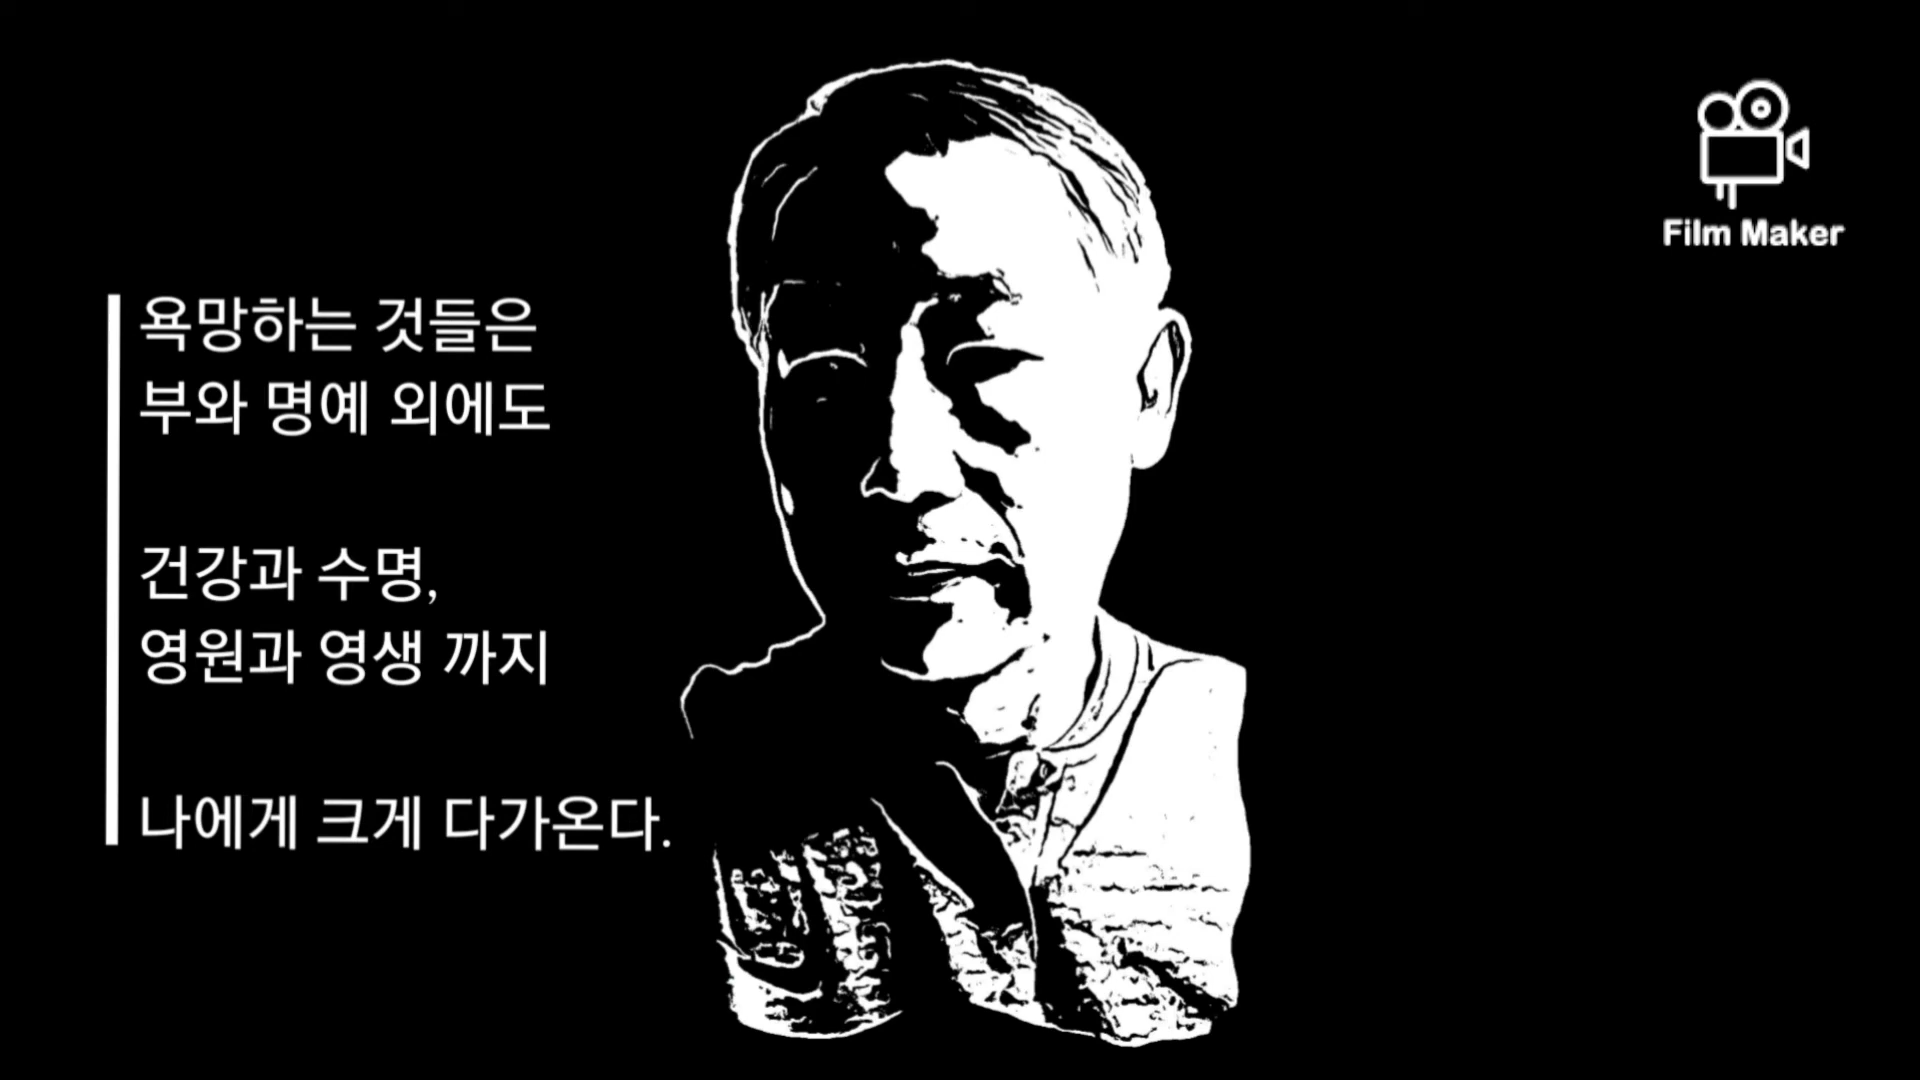 욕망하는 것들은
부와 명예 외에도
건강과 수명,
영원과 영생 까지
나에게 크게 다가온다.
Film Maker